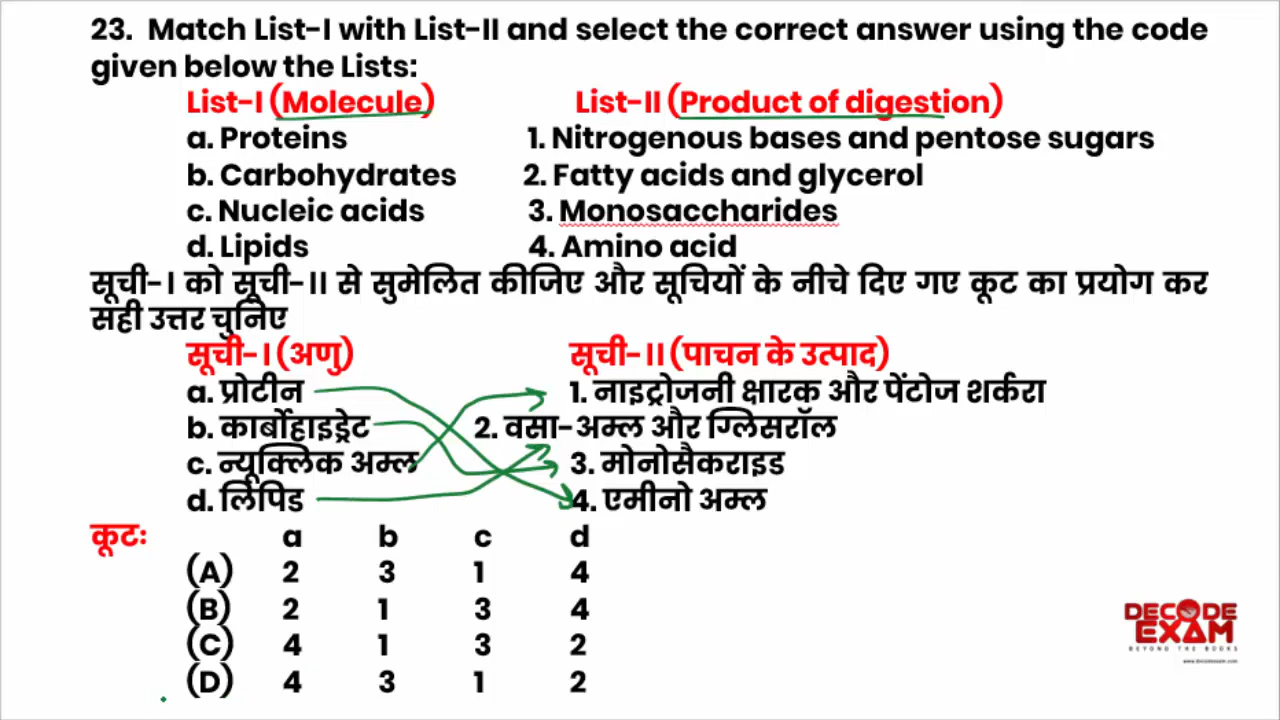 23. Match List-I with List-II and select the correct answer using the code
given below the Lists:
List-I (Molecule) List-II (Product of digestion)
a. Proteins 1. Nitrogenous bases and pentose sugars
b. Carbohydrates 2. Fatty acids and glycerol
c. Nucleic acids 3. Monosaccharides
d. Lipids 4. Amino acid
सूची-I को सूची-II से सुमेलित कीजिए और सूचियों के नीचे दिए गए कूट का प्रयोग कर
सही उत्तर चुनिए
सूची-I (अणु) सूची-II (पाचन के उत्पाद)
a. प्रोटीन 1. नाइट्रोजनी क्षारक और पेंटोज शर्करा
b. कार्बोहाइड्रेट 2. वसा-अम्ल और ग्लिसरॉल
c. न्यूक्लिक अम्ल 3. मोनोसैकराइड
d. लिपिड 4. एमीनो अम्ल
कूटः a b c d
(A) 2 3 1 4
(B) 2 1 3 4
(C) 4 1 3 2
(D) 4 3 1 2
DECODE
EXAM
BEYOND THE BOOKS
www.decodeexam.com